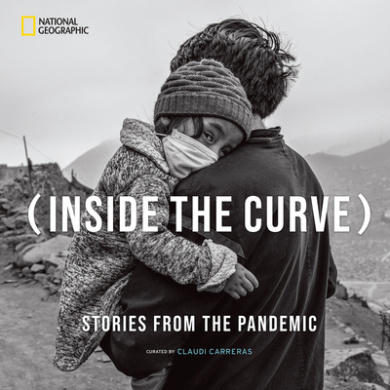 NATIONAL
GEOGRAPHIC
(INSIDE THE CURVE)
STORIES FROM THE PANDEMIC
CURATED BY CLAUDI CARRERAS